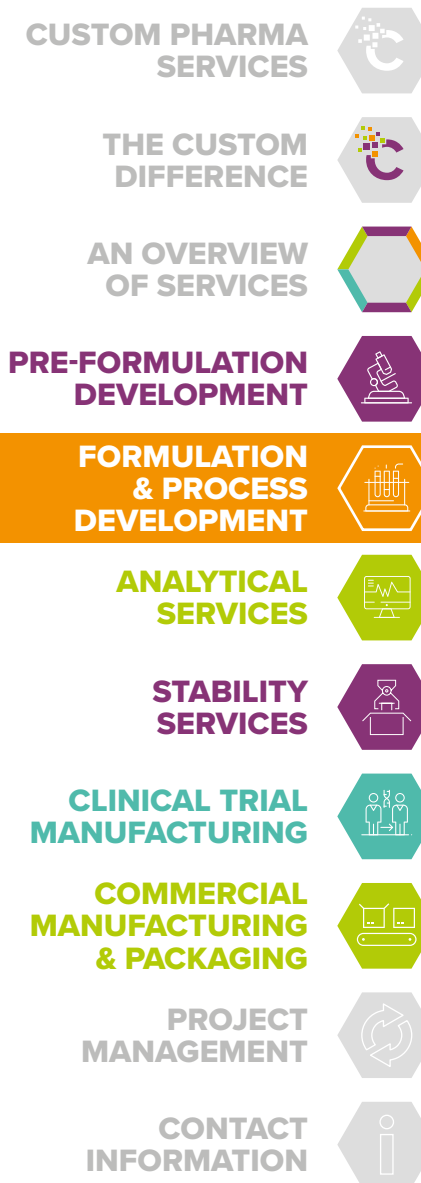 CUSTOM PHARMA
SERVICES
THE CUSTOM
DIFFERENCE
AN OVERVIEW
OF SERVICES
PRE-FORMULATION
DEVELOPMENT
FORMULATION
& PROCESS
DEVELOPMENT
ANALYTICAL
SERVICES
STABILITY
SERVICES
CLINICAL TRIAL
MANUFACTURING
COMMERCIAL
MANUFACTURING
& PACKAGING
PROJECT
MANAGEMENT
CONTACT
INFORMATION